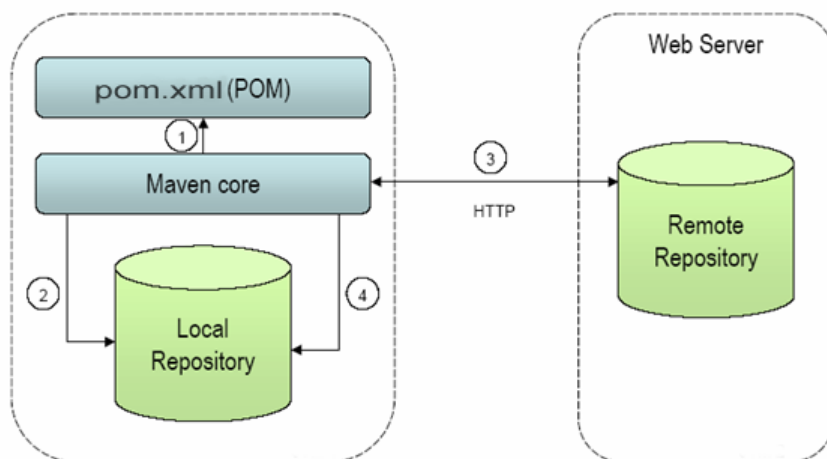 Web Server
pom.xml (POM)
1
Maven core
3
HTTP
Remote
Repository
2
4
Local
Repository